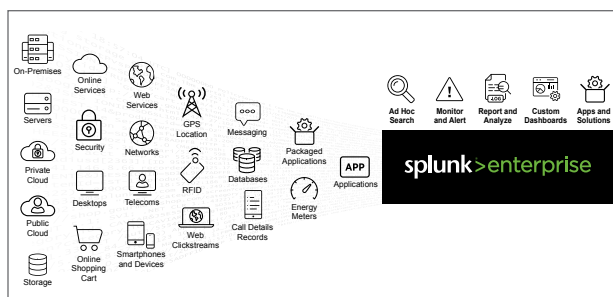 On-Premises
Servers
Private
Cloud
Public
Cloud
Storage
Online
Services
Security
Desktops
Online
Shopping
Cart
Web
Services
Networks
Telecoms
Smartphones
and Devices
GPS
Location
RFID
Web
Clickstreams
Messaging
Databases
Call Details
Records
Packaged
Applications
Energy
Meters
APP
Applications
Ad Hoc
Search
Monitor
and Alert
LOG
Report and
Analyze
Custom
Dashboards
Apps and
Solutions
splunk>enterprise